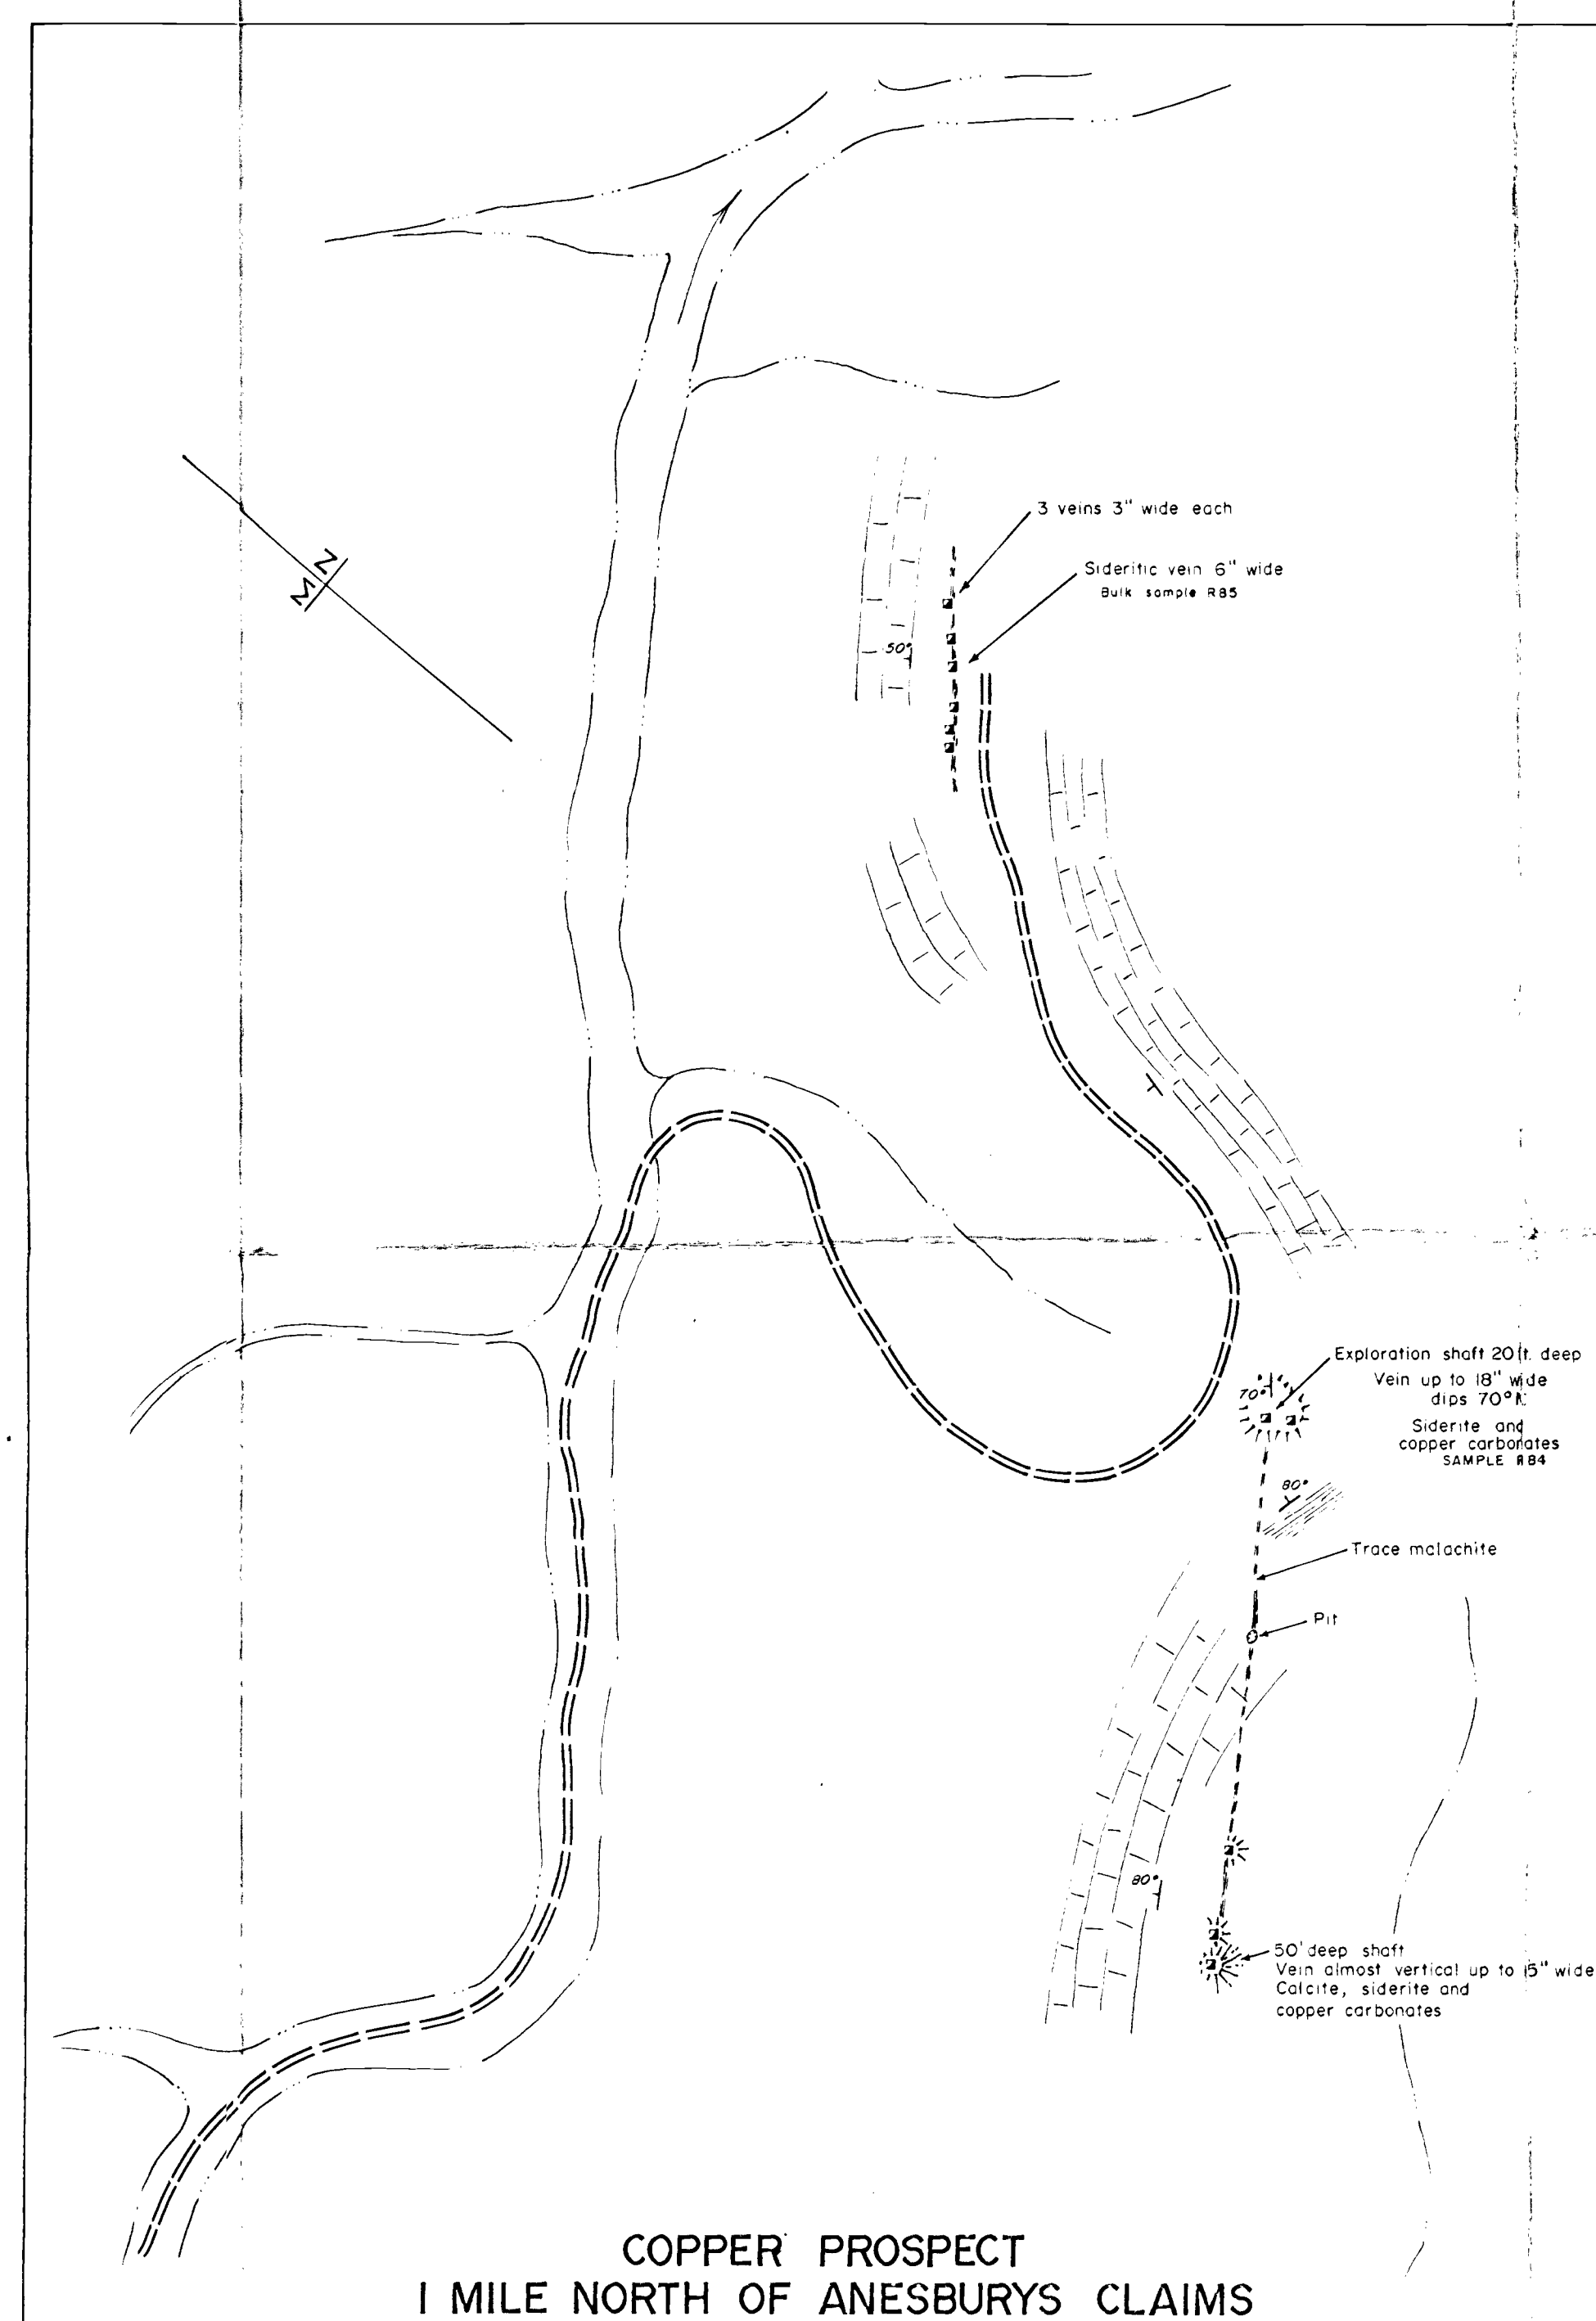 3 veins 3" wide each
Sideritic vein 6" wide
Bulk sample R85
50°
N
M
Exploration shaft 20ft. deep
Vein up to 18" wide
dips 70°N.
70°
Siderite and
copper carbonates
SAMPLE R84
80°
Trace malachite
Pit
80°
50' deep shaft
Vein almost vertical up to 15" wide
Calcite, siderite and
copper carbonates
COPPER PROSPECT
1 MILE NORTH OF ANESBURYS CLAIMS